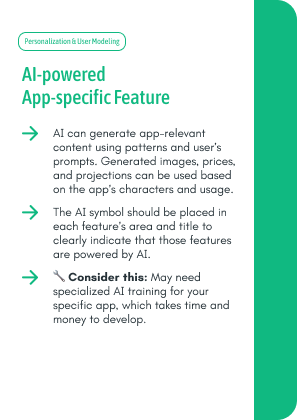 Personalization & User Modeling
AI-powered
App-specific Feature
AI can generate app-relevant
content using patterns and user's
prompts. Generated images, prices,
and projections can be used based
on the app's characters and usage.
The AI symbol should be placed in
each feature's area and title to
clearly indicate that those features
are powered by AI.
🔧 Consider this: May need
specialized AI training for your
specific app, which takes time and
money to develop.